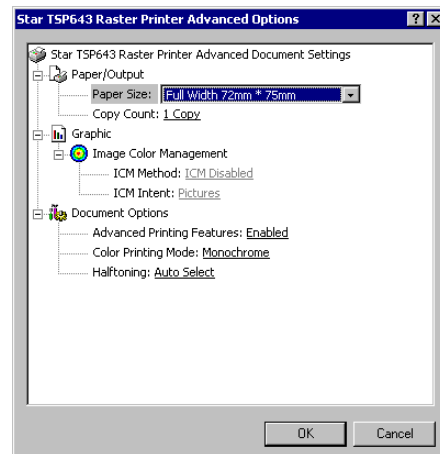 Star TSP643 Raster Printer Advanced Options
Star TSP643 Raster Printer Advanced Document Settings
Paper/Output
Paper Size: Full Width 72mm * 75mm
Copy Count: 1 Copy
Graphic
Image Color Management
ICM Method: ICM Disabled
ICM Intent: Pictures
Document Options
Advanced Printing Features: Enabled
Color Printing Mode: Monochrome
Halftoning: Auto Select
OK Cancel